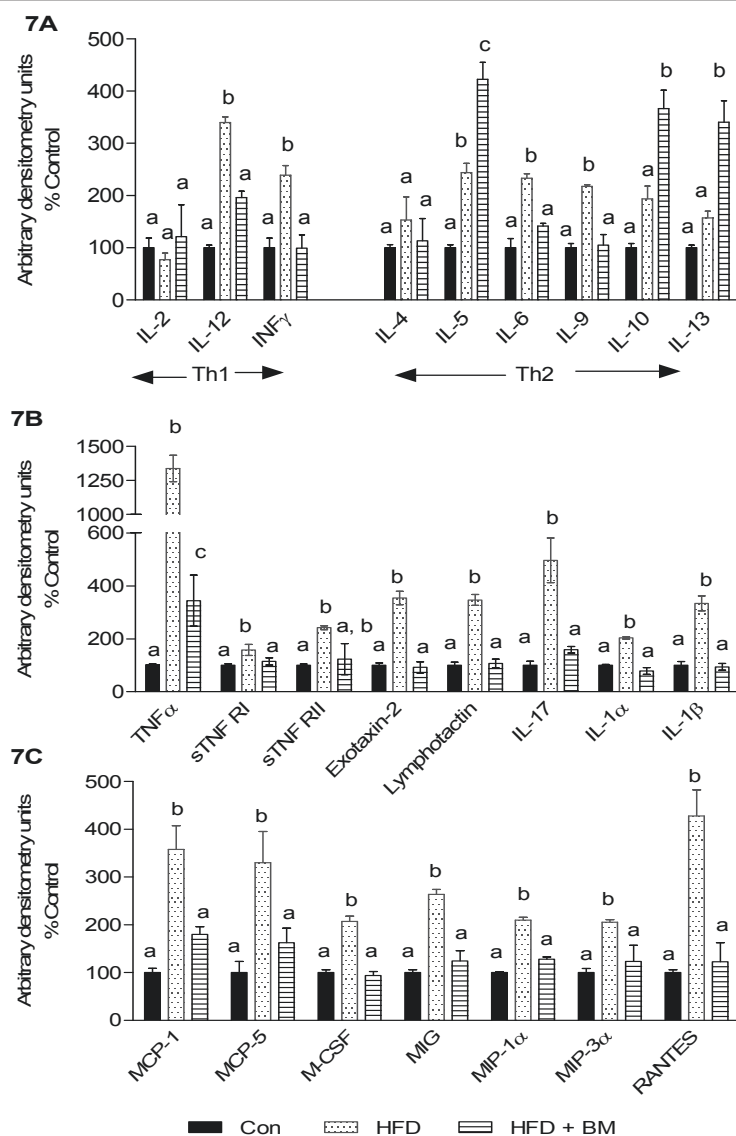 7A
Arbitrary densitometry units
% Control
500
400
300
200
100
0
a a a
a b a
a b a
a a a
a b c
a b a
a b a
a a b
a a b
IL-2
IL-12
INFγ
IL-4
IL-5
IL-6
IL-9
IL-10
IL-13
Th1
Th2
7B
Arbitrary densitometry units
% Control
1500
1250
1000
600
400
200
0
a b c
a b a
a b a, b
a b a
a b a
a b a
a b a
a b a
TNFα
sTNF RI
sTNF RII
Exotaxin-2
Lymphotactin
IL-17
IL-1α
IL-1β
7C
Arbitrary densitometry units
% Control
500
400
300
200
100
0
a b a
a b a
a b a
a b a
a b a
a b a
a b a
MCP-1
MCP-5
M-CSF
MIG
MIP-1α
MIP-3α
RANTES
Con HFD HFD + BM